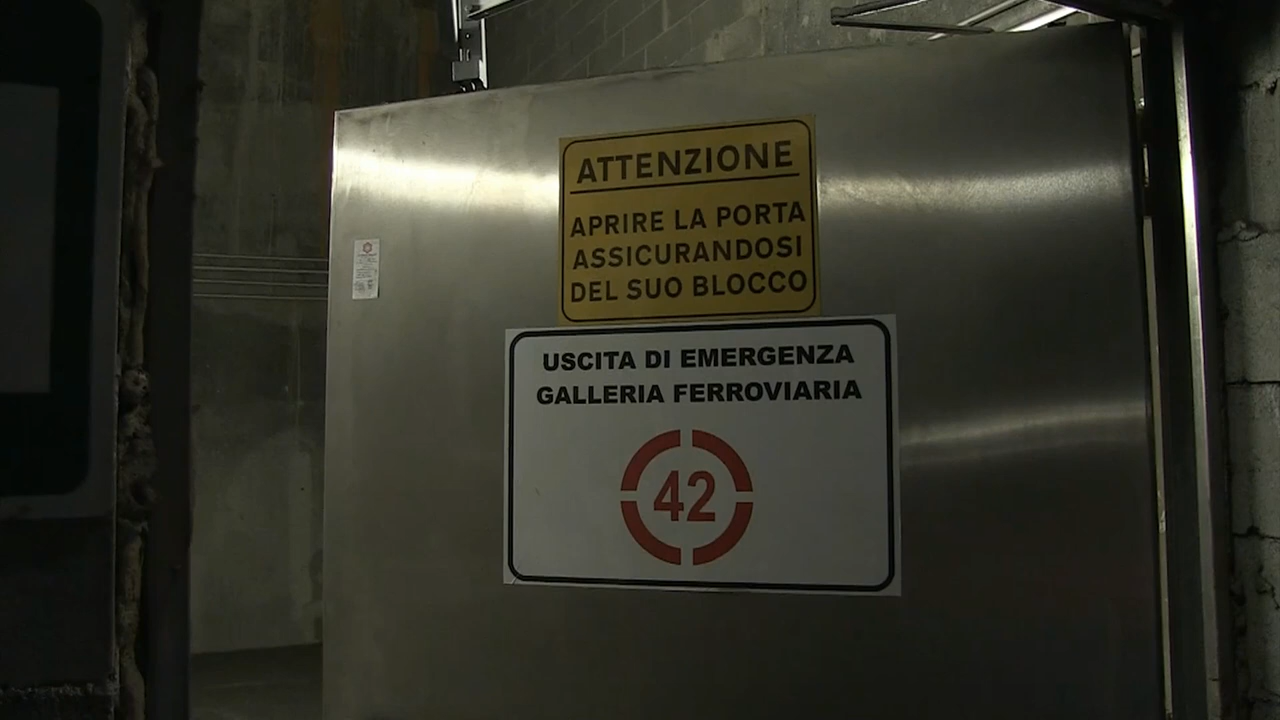 ATTENZIONE
APRIRE LA PORTA
ASSICURANDOSI
DEL SUO BLOCCO
USCITA DI EMERGENZA
GALLERIA FERROVIARIA
42